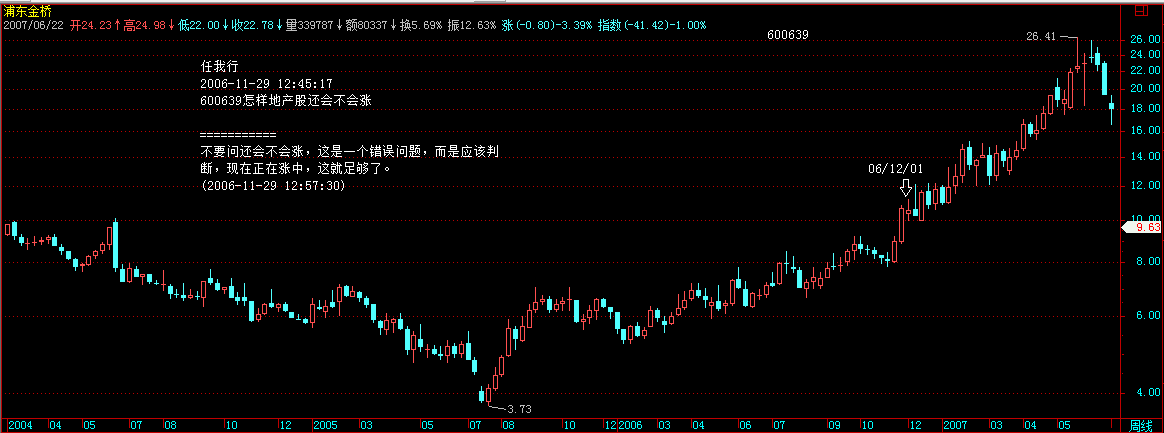 浦东金桥
2007/06/22 开24.23↑高24.98↓低22.00↓收22.78↓量339787↓额80337↓换5.69% 振12.63% 涨(-0.80)-3.39% 指数(-41.42)-1.00%
600639
26.41
任我行
2006-11-29 12:45:17
600639怎样地产股还会不会涨
===========
不要问还会不会涨，这是一个错误问题，而是应该判
断，现在正在涨中，这就足够了。
(2006-11-29 12:57:30)
06/12/01
3.73
26.00
24.00
22.00
20.00
18.00
16.00
14.00
12.00
10.00
9.63
8.00
6.00
4.00
2004 04 05 07 08 10 12 2005 03 05 07 08 10 12 2006 03 04 06 07 09 10 12 2007 03 04 05 周线